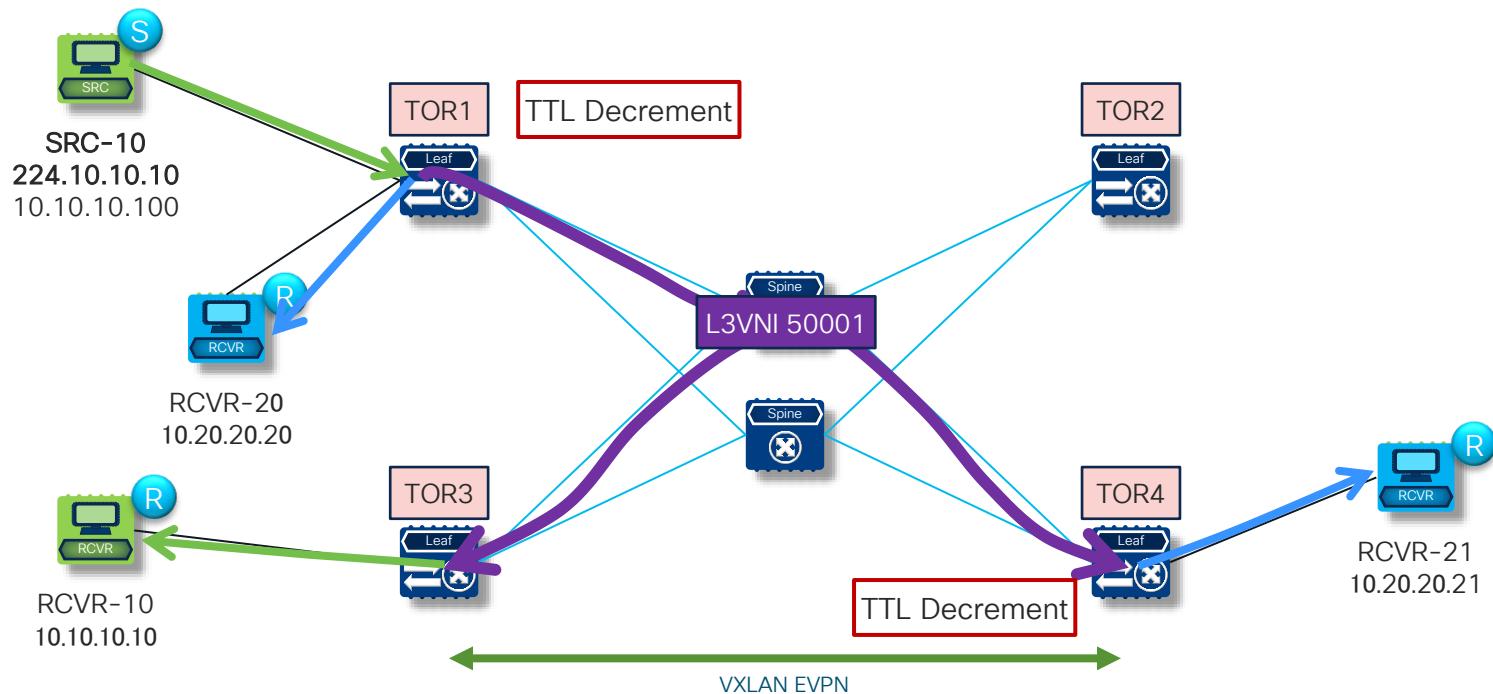 S
SRC
SRC-10
224.10.10.10
10.10.10.100
TOR1
Leaf
TTL Decrement
TOR2
Leaf
R
RCVR
RCVR-20
10.20.20.20
Spine
L3VNI 50001
Spine
R
RCVR
RCVR-10
10.10.10.10
TOR3
Leaf
TOR4
Leaf
TTL Decrement
R
RCVR
RCVR-21
10.20.20.21
VXLAN EVPN